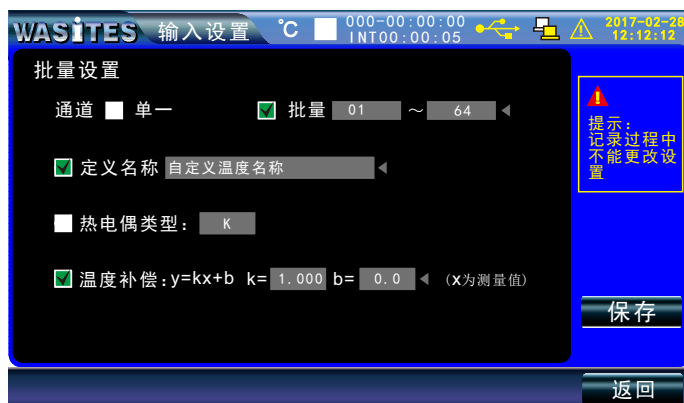 WASiTES 输入设置 ℃ 000-00:00:00 2017-02-28
INT00:00:05 12:12:12
批量设置
通道 单一 批量 01 ～ 64
定义名称 自定义温度名称
热电偶类型： K
温度补偿:y=kx+b k= 1.000 b= 0.0 (x为测量值)
提示：
记录过程中
不能更改设
置
保存
返回